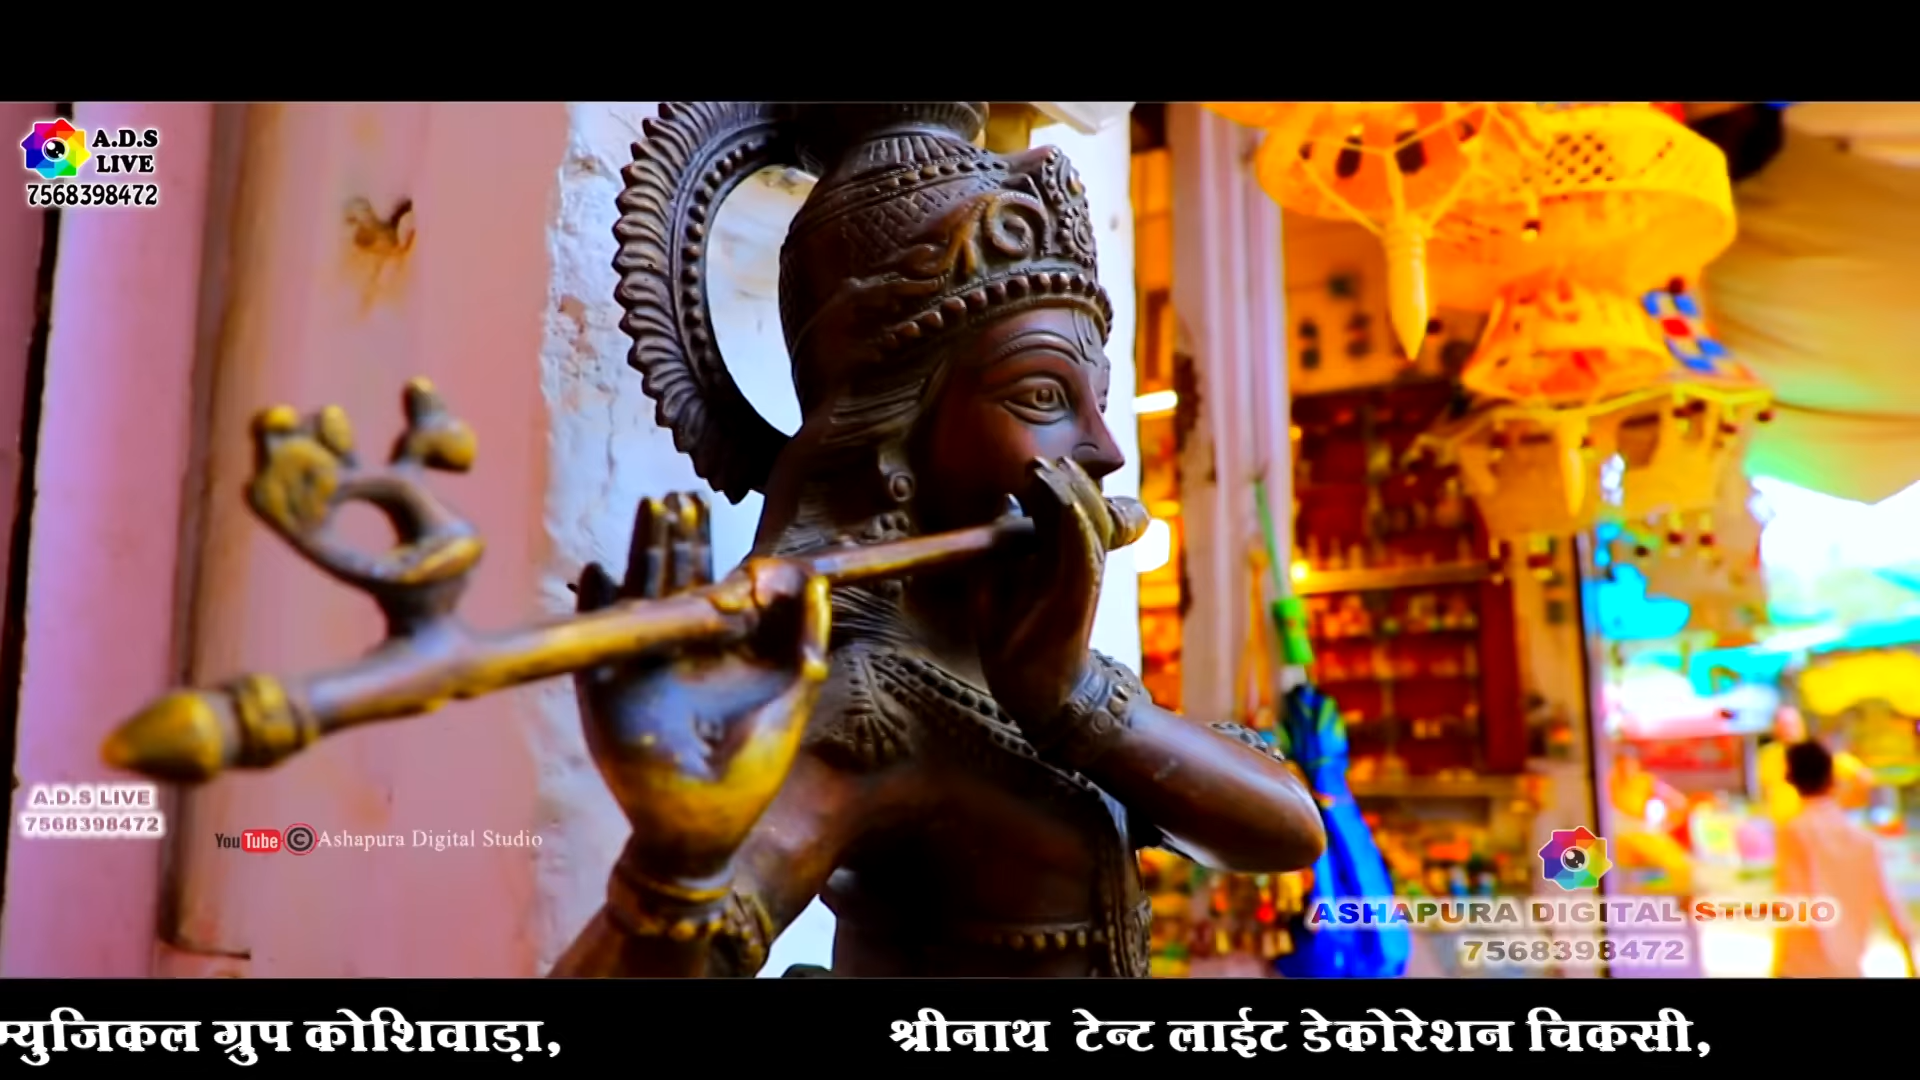 A.D.S
LIVE
7568398472
A.D.S LIVE
7568398472
YouTube © Ashapura Digital Studio
ASHAPURA DIGITAL STUDIO
7568398472
म्युजिकल ग्रुप कोशिवाड़ा, श्रीनाथ टेन्ट लाईट डेकोरेशन चिकसी,